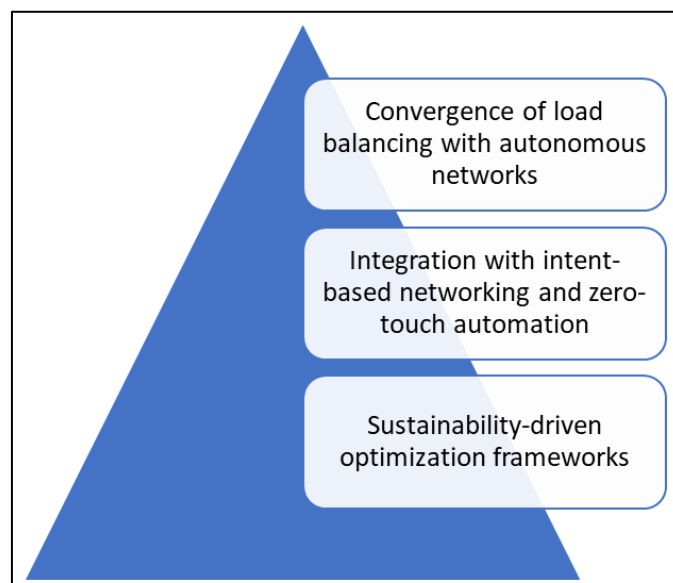 Convergence of load
balancing with autonomous
networks
Integration with intent-
based networking and zero-
touch automation
Sustainability-driven
optimization frameworks